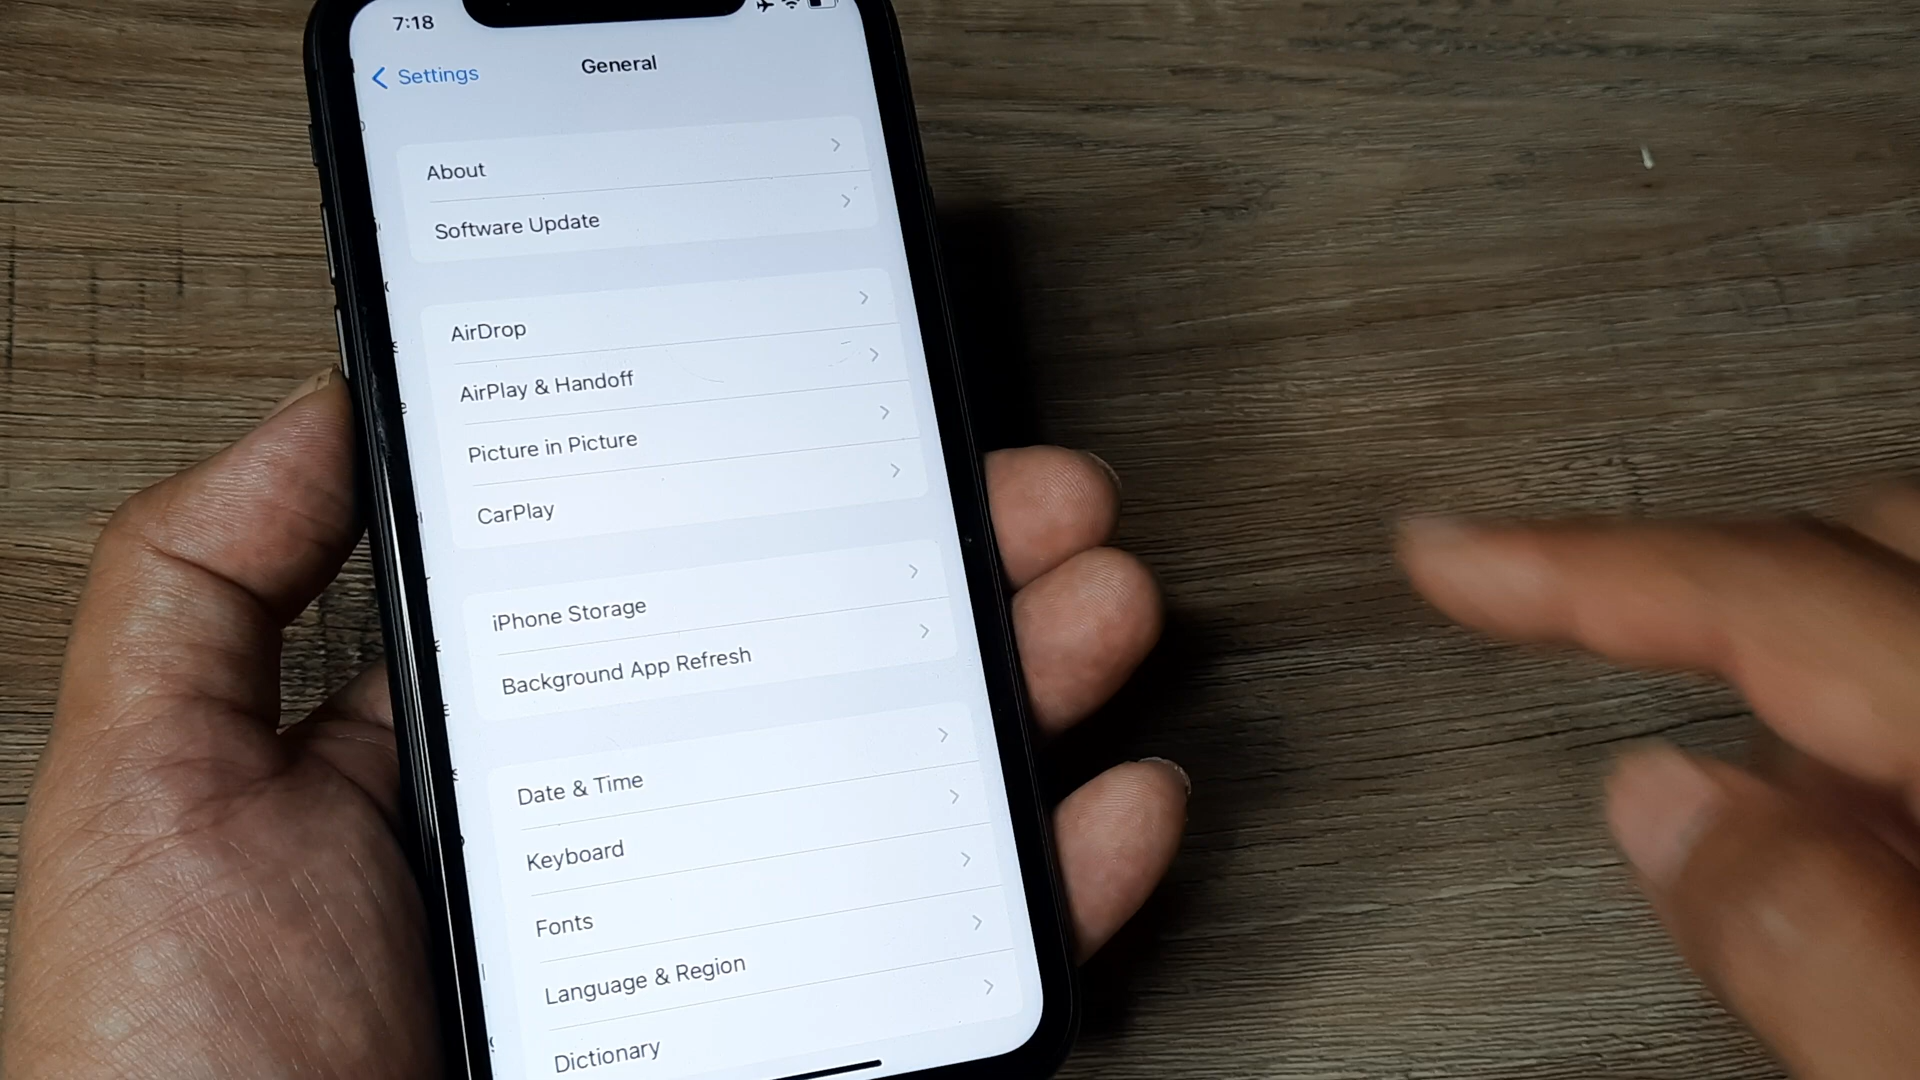 7:18
Settings
General
About
Software Update
AirDrop
AirPlay & Handoff
Picture in Picture
CarPlay
iPhone Storage
Background App Refresh
Date & Time
Keyboard
Fonts
Language & Region
Dictionary